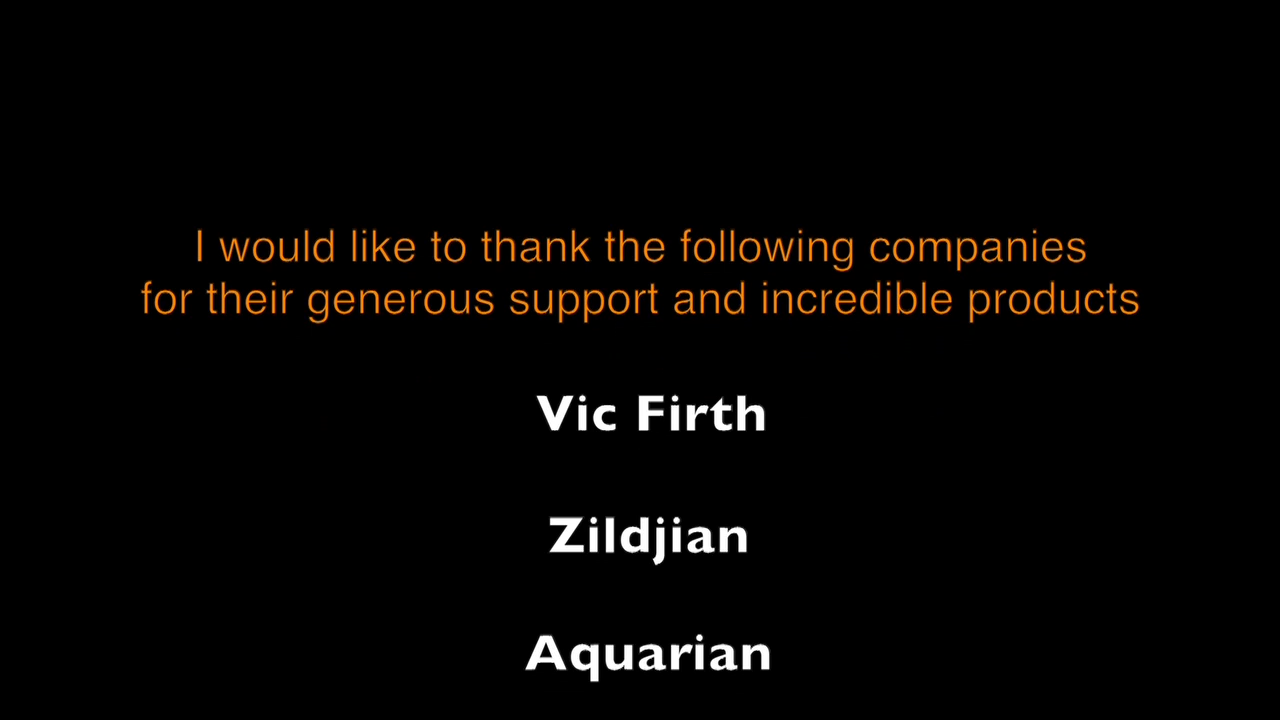 I would like to thank the following companies
for their generous support and incredible products
Vic Firth
Zildjian
Aquarian